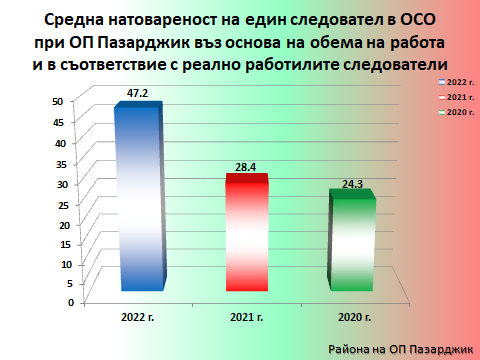 Средна натовареност на един следовател в ОСО
при ОП Пазарджик въз основа на обема на работа
и в съответствие с реално работилите следователи
2022 г.
2021 г.
2020 г.
50
45
40
35
30
25
20
15
10
5
0
47.2
28.4
24.3
2022 г.
2021 г.
2020 г.
Района на ОП Пазарджик